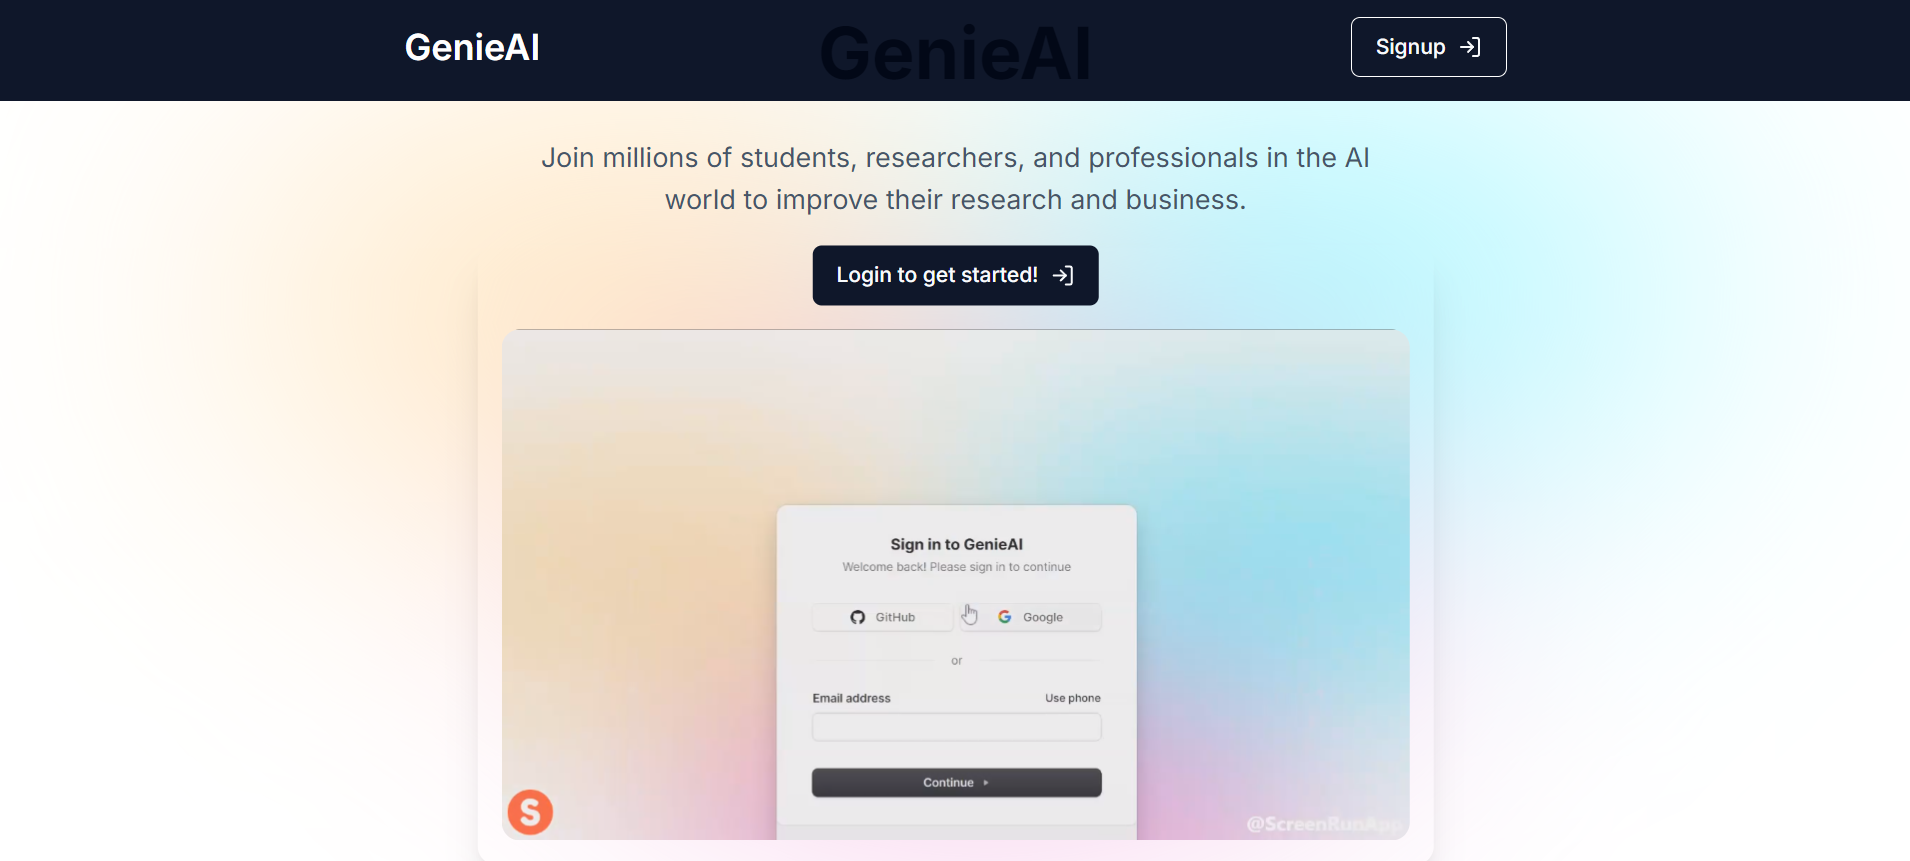 GenieAI
GenieAI
Signup
Join millions of students, researchers, and professionals in the AI
world to improve their research and business.
Login to get started!
Sign in to GenieAI
Welcome back! Please sign in to continue
GitHub
Google
or
Email address
Use phone
Continue
S
@ScreenRunApp